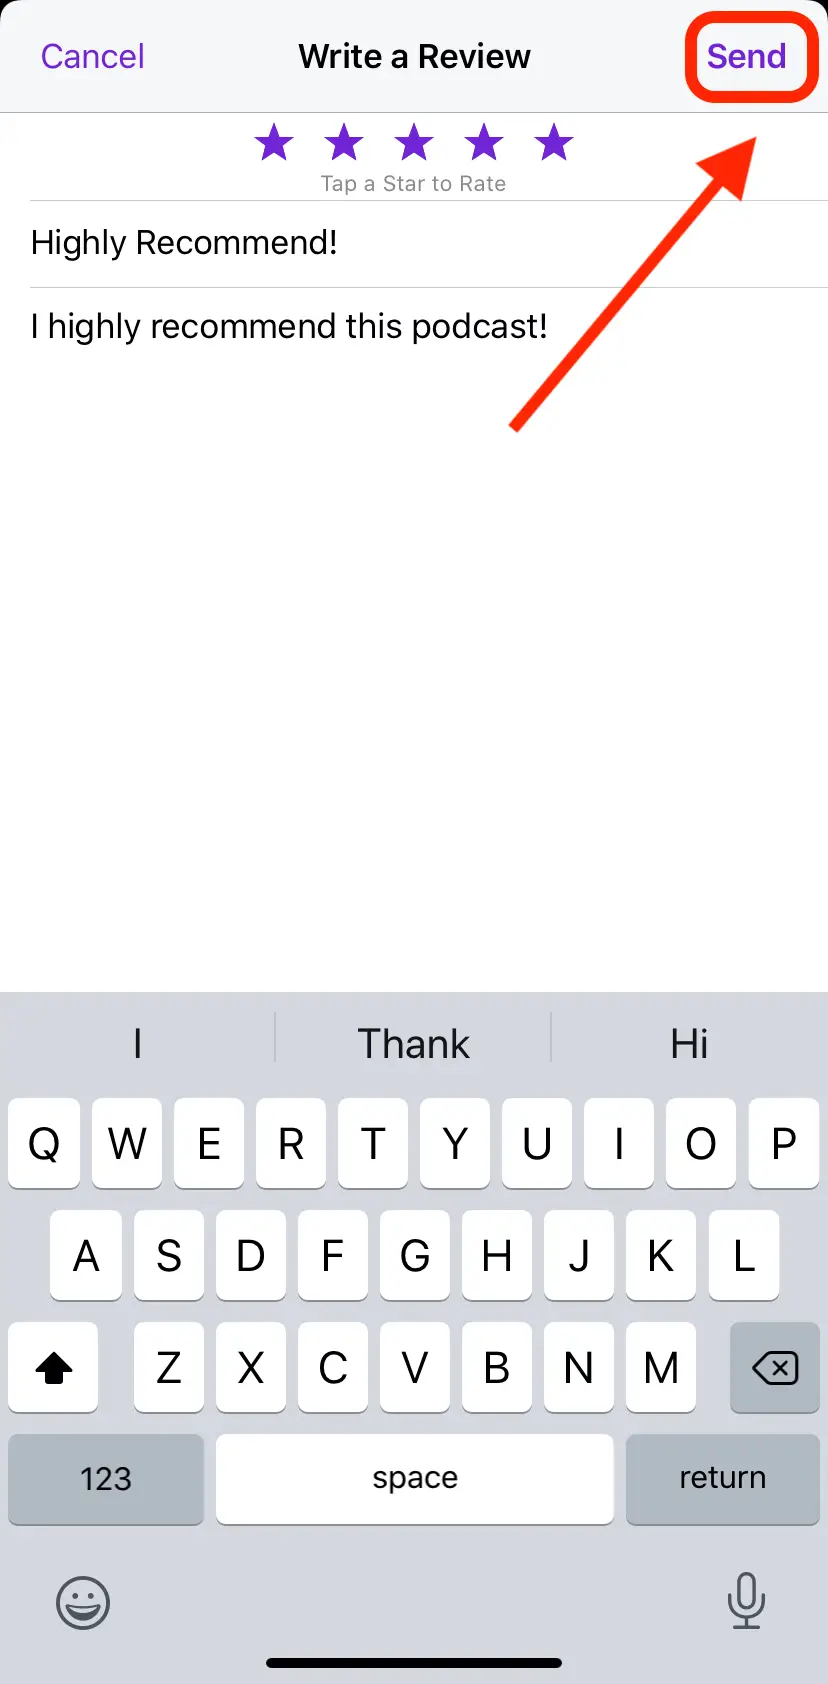 Cancel Write a Review Send
Tap a Star to Rate
Highly Recommend!
I highly recommend this podcast!
I Thank Hi
Q W E R T Y U I O P
A S D F G H J K L
Z X C V B N M
123 space return